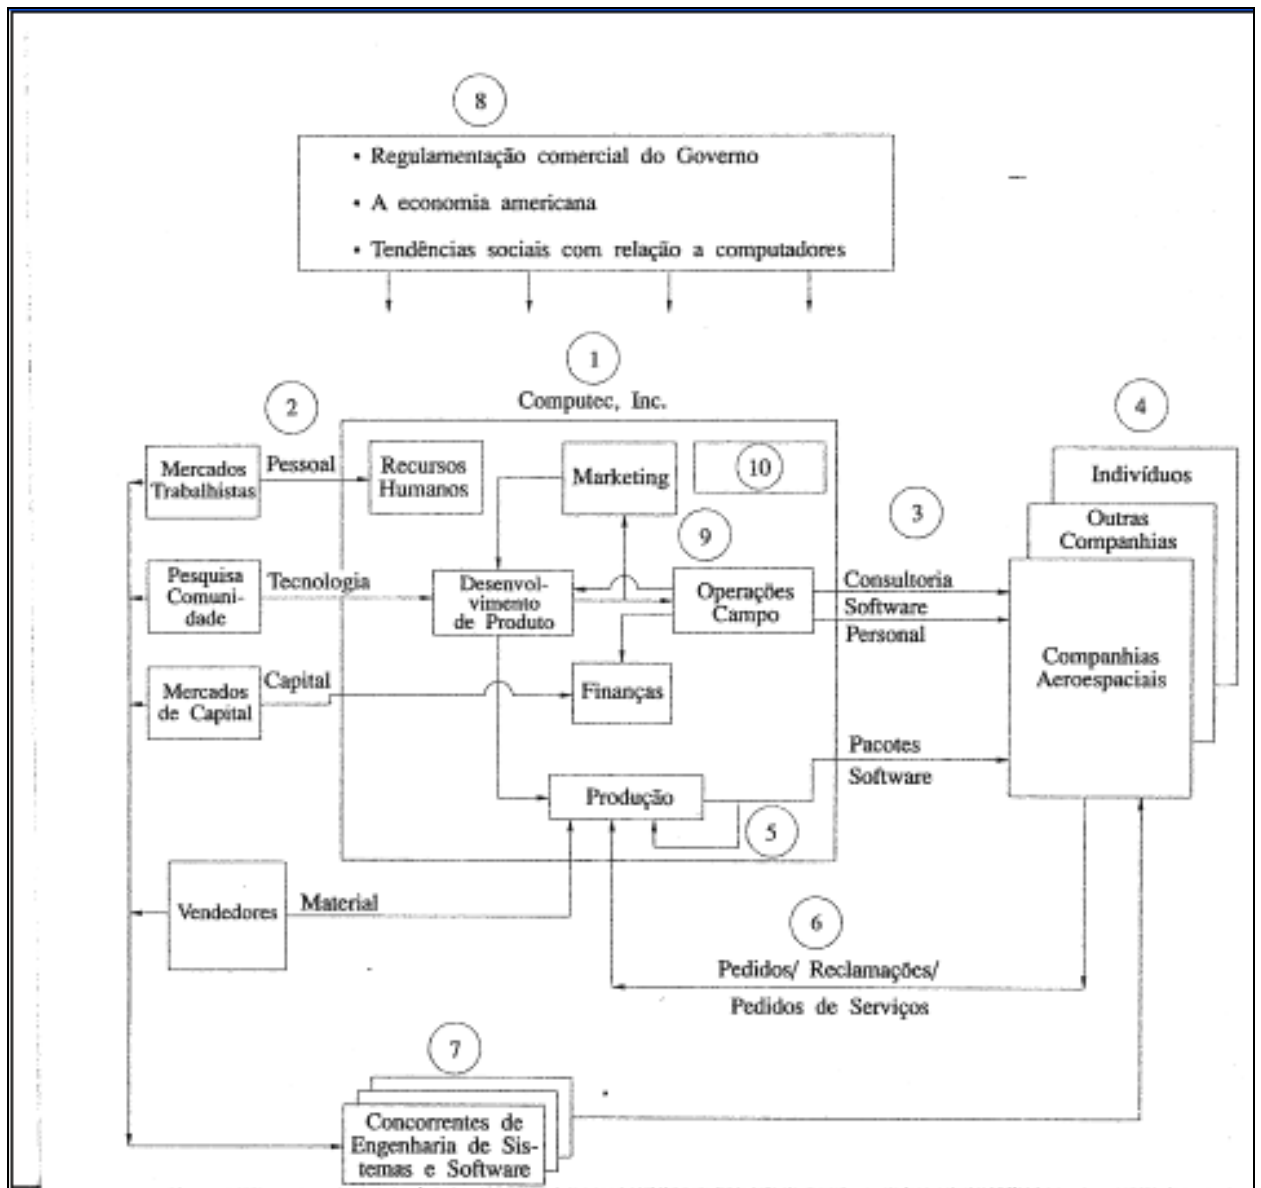 8
• Regulamentação comercial do Governo
• A economia americana
• Tendências sociais com relação a computadores
1
Computec, Inc.
2
4
Mercados
Trabalhistas
Pessoal
Recursos
Humanos
Marketing
10
3
Indivíduos
Outras
Companhias
9
Pesquisa
Comuni-
dade
Tecnologia
Desenvol-
vimento
de Produto
Operações
Campo
Consultoria
Software
Personal
Companhias
Aeroespaciais
Mercados
de Capital
Capital
Finanças
Pacotes
Software
Produção
5
Vendedores
Material
6
Pedidos/ Reclamações/
Pedidos de Serviços
7
Concorrentes de
Engenharia de Sis-
temas e Software